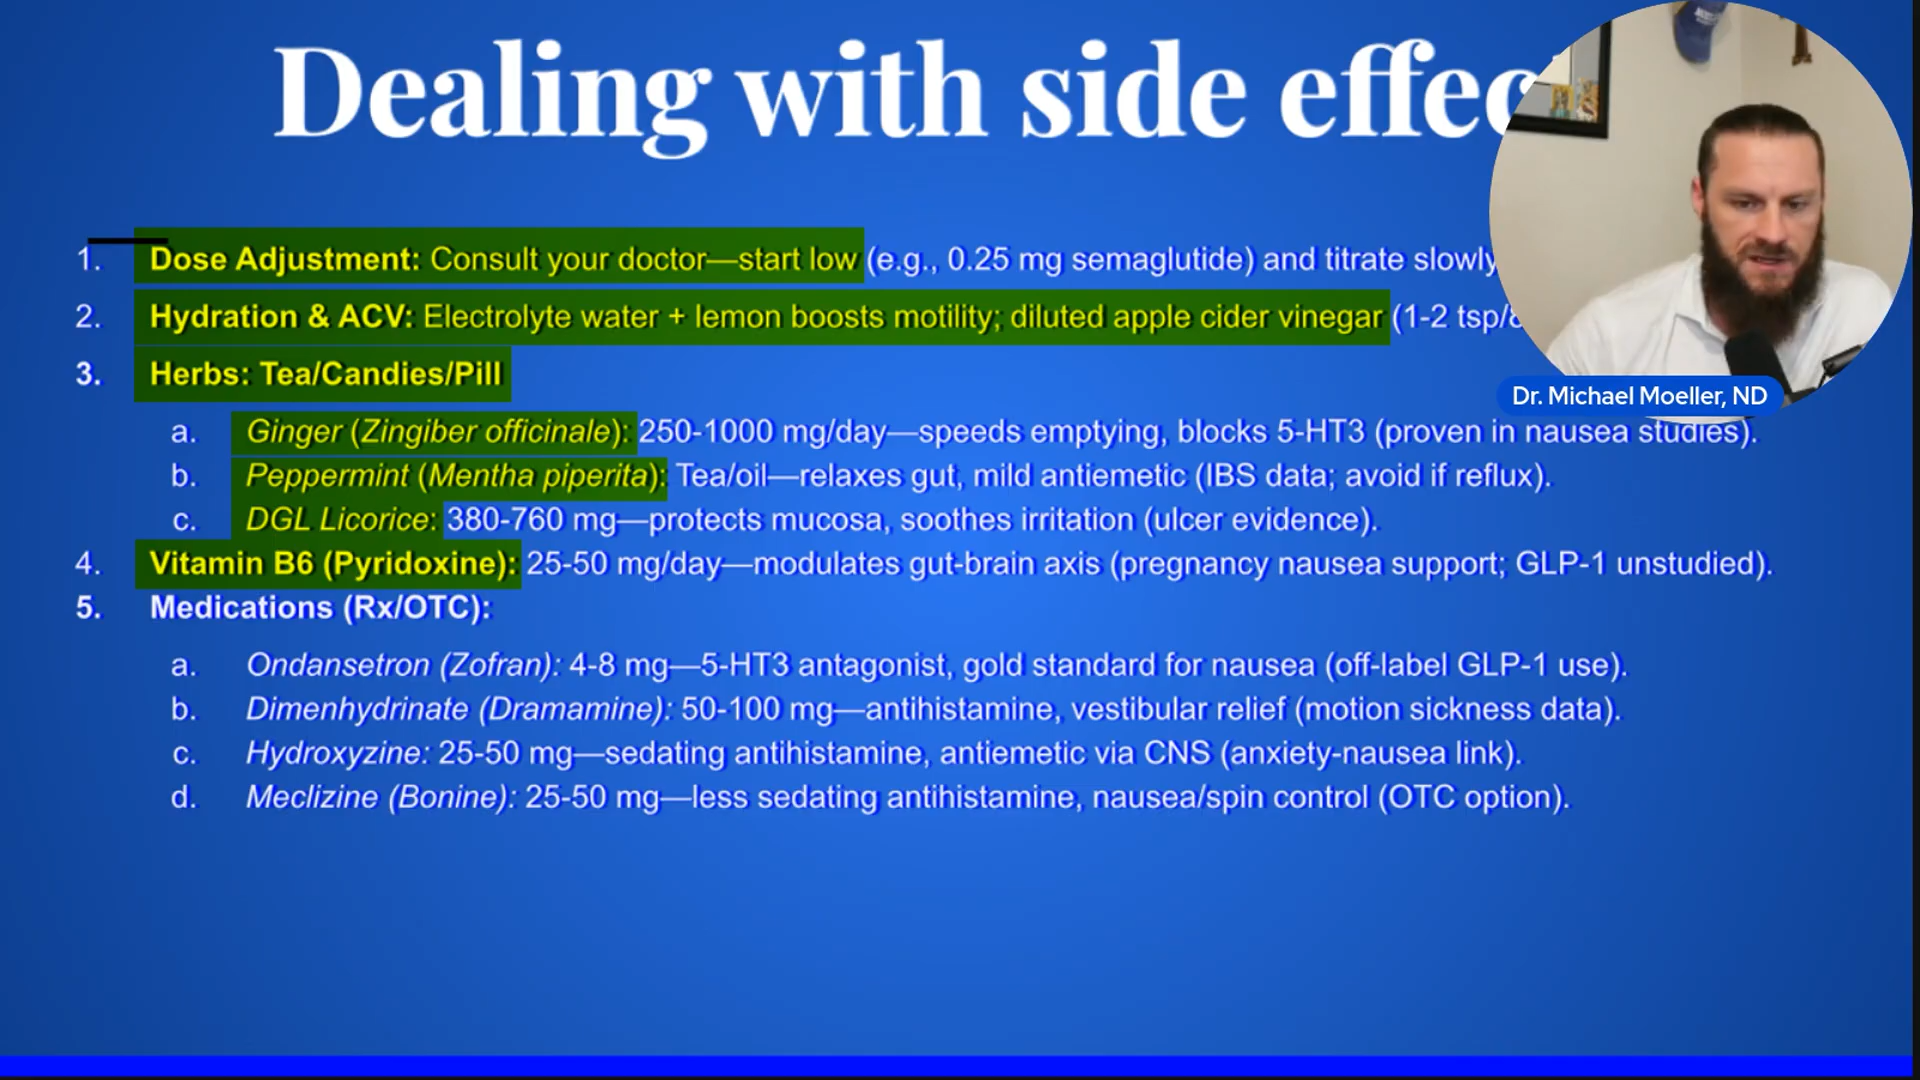 Dealing with side effec
1. Dose Adjustment: Consult your doctor—start low (e.g., 0.25 mg semaglutide) and titrate slowly
2. Hydration & ACV: Electrolyte water + lemon boosts motility; diluted apple cider vinegar (1-2 tsp/8
3. Herbs: Tea/Candies/Pill
Dr. Michael Moeller, ND
a. Ginger (Zingiber officinale): 250-1000 mg/day—speeds emptying, blocks 5-HT3 (proven in nausea studies).
b. Peppermint (Mentha piperita): Tea/oil—relaxes gut, mild antiemetic (IBS data; avoid if reflux).
c. DGL Licorice: 380-760 mg—protects mucosa, soothes irritation (ulcer evidence).
4. Vitamin B6 (Pyridoxine): 25-50 mg/day—modulates gut-brain axis (pregnancy nausea support; GLP-1 unstudied).
5. Medications (Rx/OTC):
a. Ondansetron (Zofran): 4-8 mg—5-HT3 antagonist, gold standard for nausea (off-label GLP-1 use).
b. Dimenhydrinate (Dramamine): 50-100 mg—antihistamine, vestibular relief (motion sickness data).
c. Hydroxyzine: 25-50 mg—sedating antihistamine, antiemetic via CNS (anxiety-nausea link).
d. Meclizine (Bonine): 25-50 mg—less sedating antihistamine, nausea/spin control (OTC option).